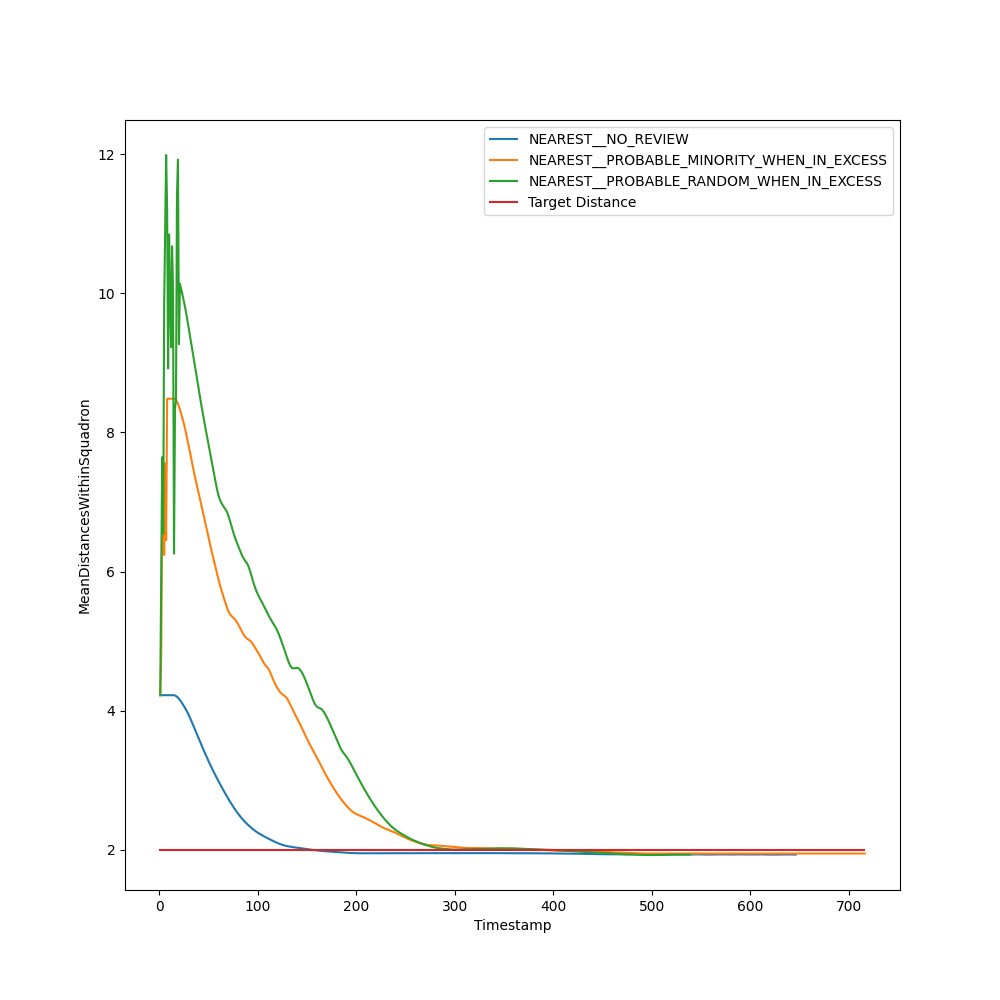 NEAREST__NO_REVIEW
NEAREST__PROBABLE_MINORITY_WHEN_IN_EXCESS
NEAREST__PROBABLE_RANDOM_WHEN_IN_EXCESS
Target Distance
12
10
8
6
4
2
MeanDistancesWithinSquadron
0 100 200 300 400 500 600 700
Timestamp